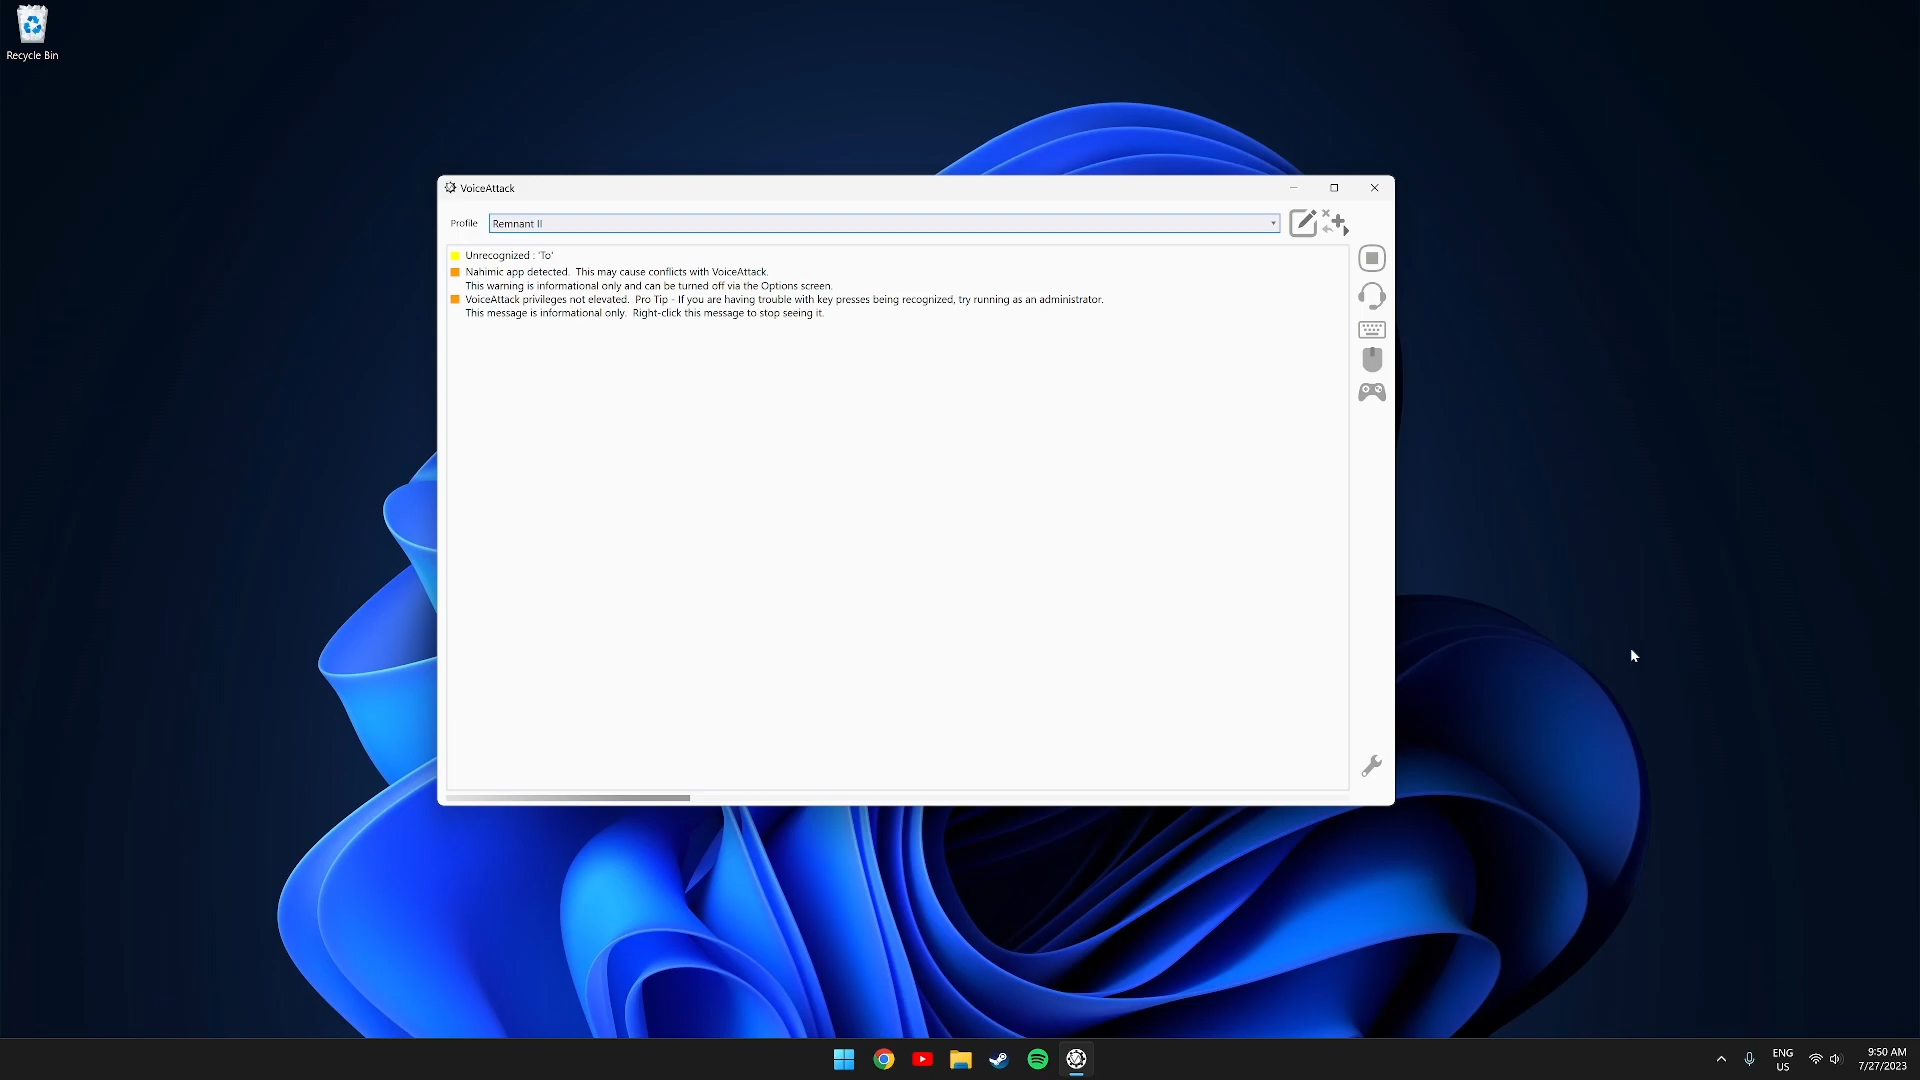 Recycle Bin
VoiceAttack
Profile
Remnant II
Unrecognized : 'To'
Nahimic app detected.  This may cause conflicts with VoiceAttack.
This warning is informational only and can be turned off via the Options screen.
VoiceAttack privileges not elevated.  Pro Tip - If you are having trouble with key presses being recognized, try running as an administrator.
This message is informational only.  Right-click this message to stop seeing it.
ENG
US
9:50 AM
7/27/2023